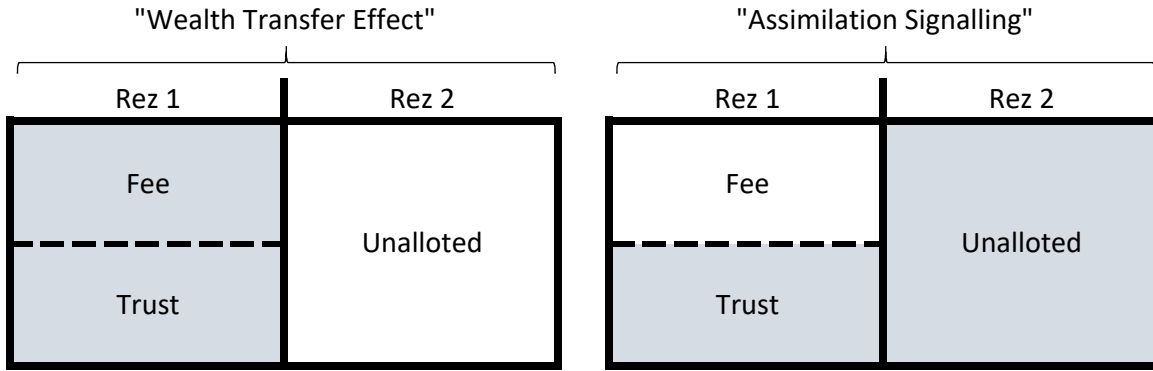 "Wealth Transfer Effect" "Assimilation Signalling"
Rez 1 Rez 2 Rez 1 Rez 2
Fee Fee
Unalloted Unalloted
Trust Trust